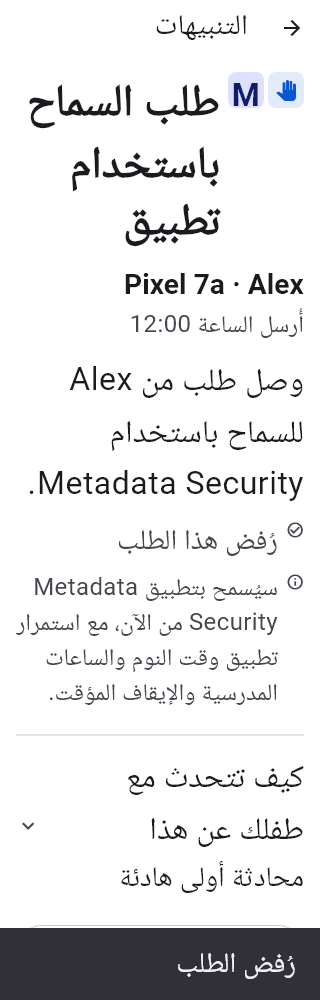 التنبيهات
M
طلب السماح
باستخدام
تطبيق
Pixel 7a · Alex
أُرسل الساعة 12:00
وصل طلب من Alex
للسماح باستخدام
Metadata Security.
رُفض هذا الطلب
سيُسمح بتطبيق Metadata
Security من الآن، مع استمرار
تطبيق وقت النوم والساعات
المدرسية والإيقاف المؤقت.
كيف تتحدث مع
طفلك عن هذا
محادثة أولى هادئة
رُفض الطلب